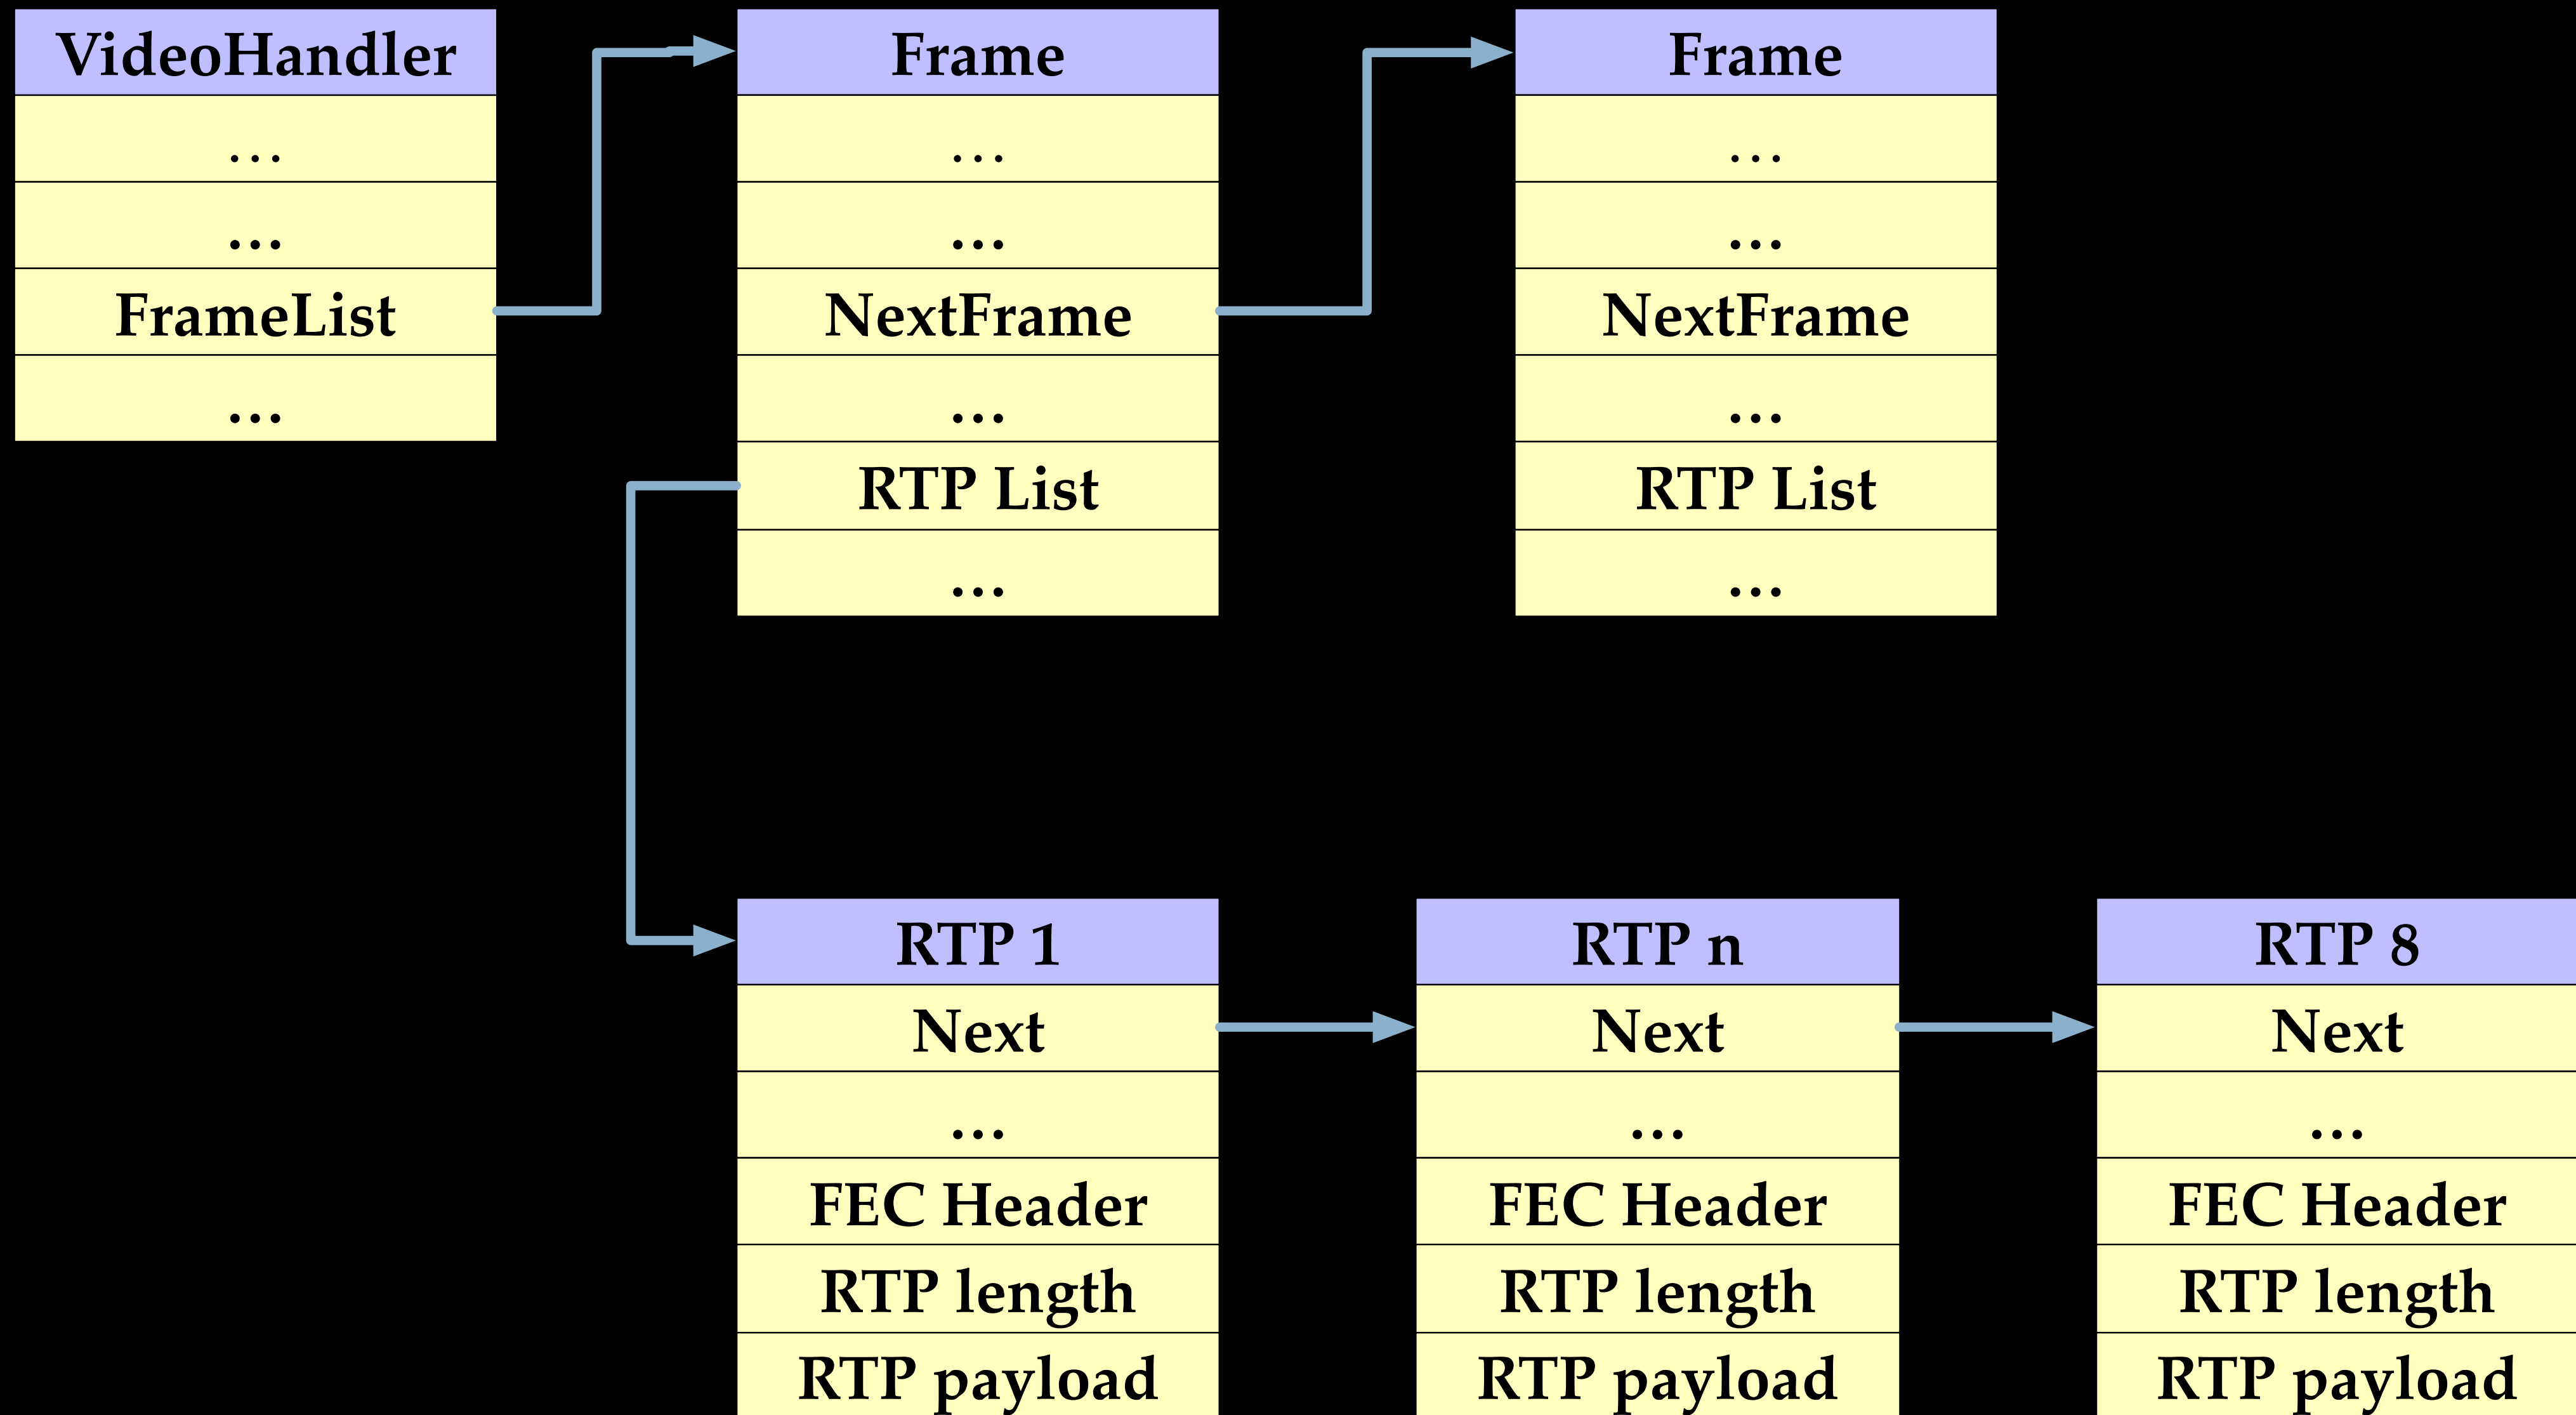 VideoHandler
…
…
FrameList
…
Frame
…
…
NextFrame
…
RTP List
…
Frame
…
…
NextFrame
…
RTP List
…
RTP 1
Next
…
FEC Header
RTP length
RTP payload
RTP n
Next
…
FEC Header
RTP length
RTP payload
RTP 8
Next
…
FEC Header
RTP length
RTP payload